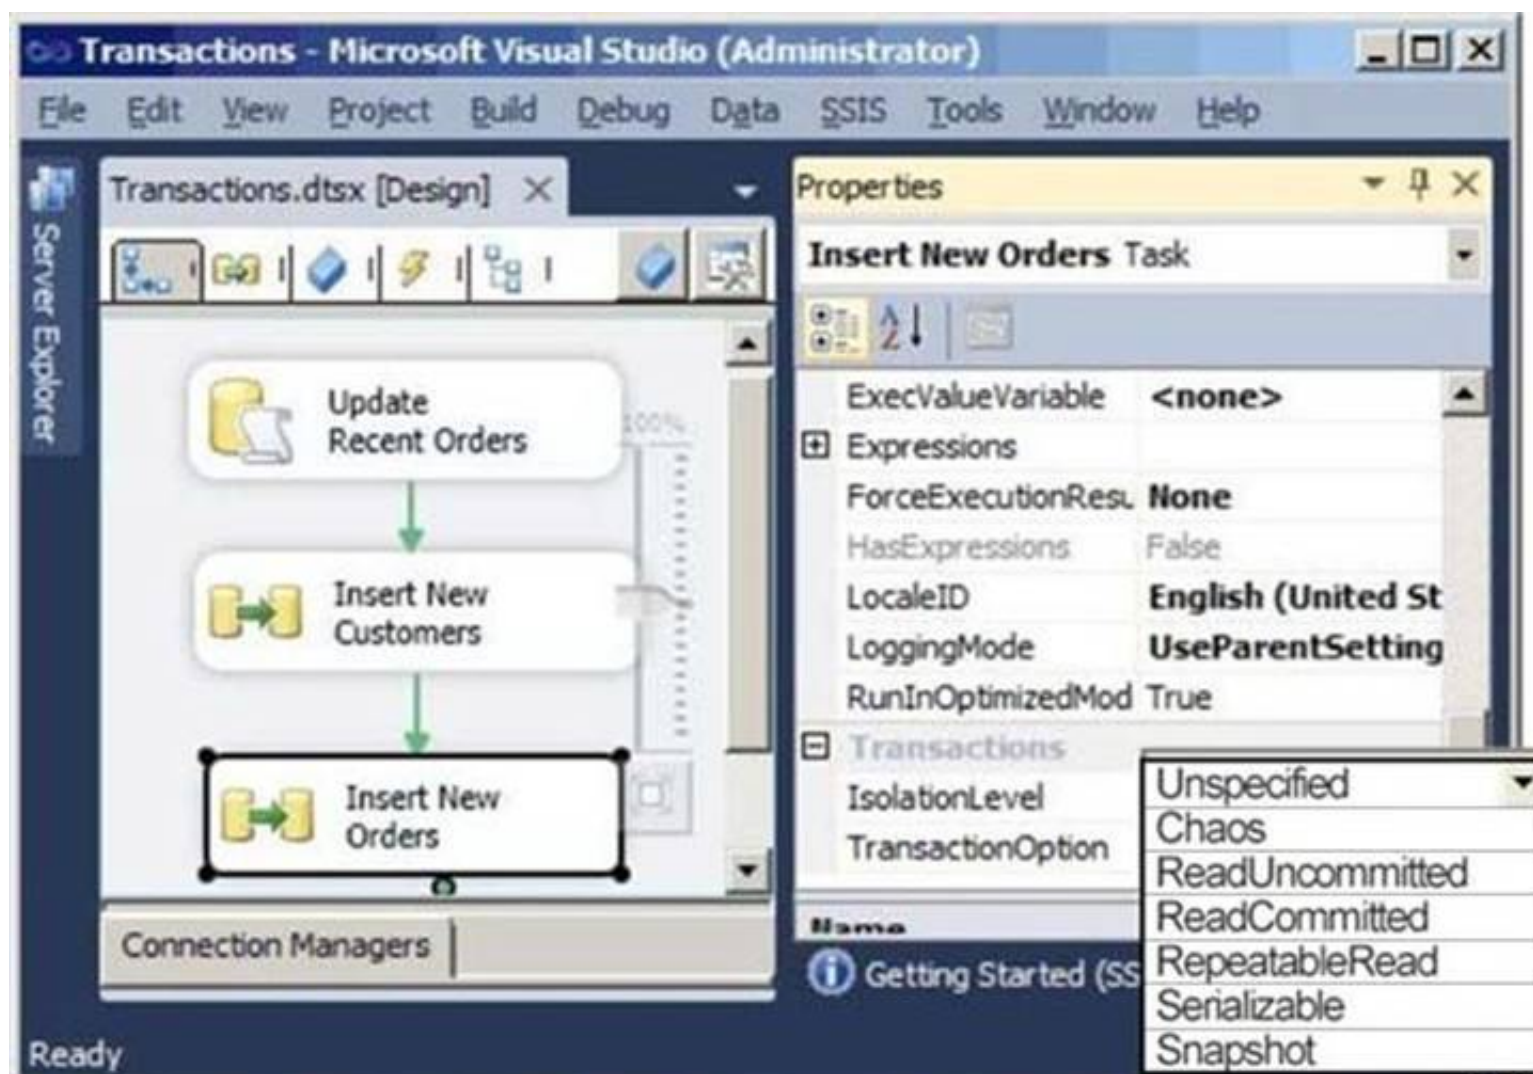 Transactions - Microsoft Visual Studio (Administrator)
File Edit View Project Build Debug Data SSIS Tools Window Help
Server Explorer
Transactions.dtsx [Design]
Update
Recent Orders
100%
Insert New
Customers
Insert New
Orders
Connection Managers
Properties
Insert New Orders Task
ExecValueVariable <none>
Expressions
ForceExecutionResu None
HasExpressions False
LocaleID English (United St
LoggingMode UseParentSetting
RunInOptimizedMod True
Transactions
IsolationLevel
TransactionOption
Unspecified
Chaos
ReadUncommitted
ReadCommitted
RepeatableRead
Serializable
Snapshot
Name
Getting Started (SS
Ready